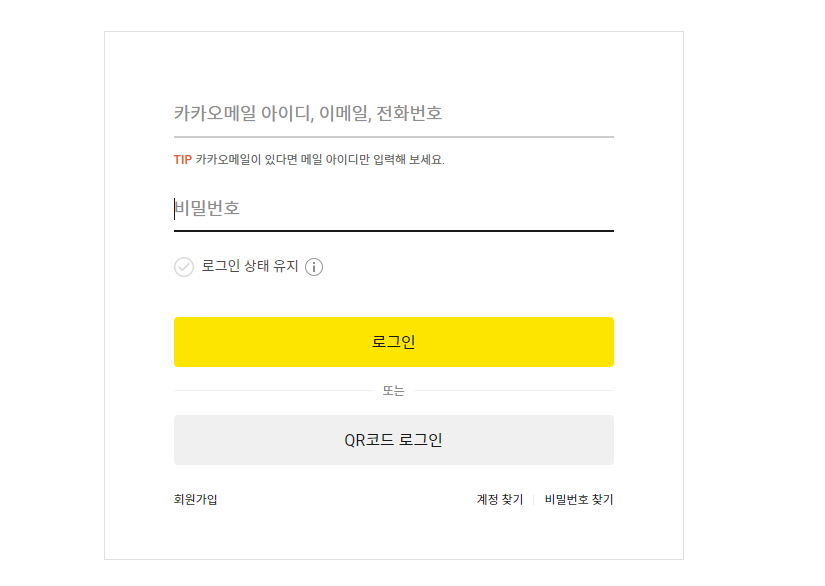 카카오메일 아이디, 이메일, 전화번호
TIP 카카오메일이 있다면 메일 아이디만 입력해 보세요.
비밀번호
로그인 상태 유지
로그인
또는
QR코드 로그인
회원가입 계정 찾기 비밀번호 찾기